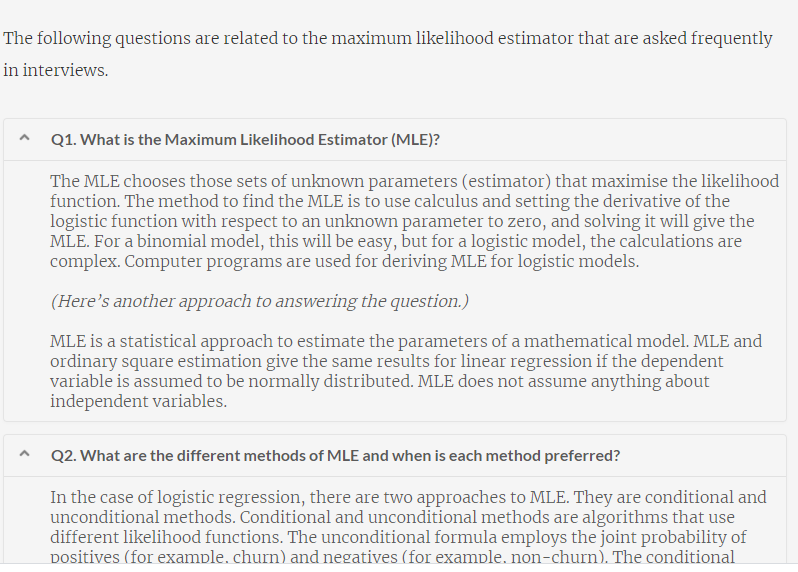 The following questions are related to the maximum likelihood estimator that are asked frequently
in interviews.
Q1. What is the Maximum Likelihood Estimator (MLE)?
The MLE chooses those sets of unknown parameters (estimator) that maximise the likelihood
function. The method to find the MLE is to use calculus and setting the derivative of the
logistic function with respect to an unknown parameter to zero, and solving it will give the
MLE. For a binomial model, this will be easy, but for a logistic model, the calculations are
complex. Computer programs are used for deriving MLE for logistic models.
(Here’s another approach to answering the question.)
MLE is a statistical approach to estimate the parameters of a mathematical model. MLE and
ordinary square estimation give the same results for linear regression if the dependent
variable is assumed to be normally distributed. MLE does not assume anything about
independent variables.
Q2. What are the different methods of MLE and when is each method preferred?
In the case of logistic regression, there are two approaches to MLE. They are conditional and
unconditional methods. Conditional and unconditional methods are algorithms that use
different likelihood functions. The unconditional formula employs the joint probability of
positives (for example, churn) and negatives (for example, non-churn). The conditional